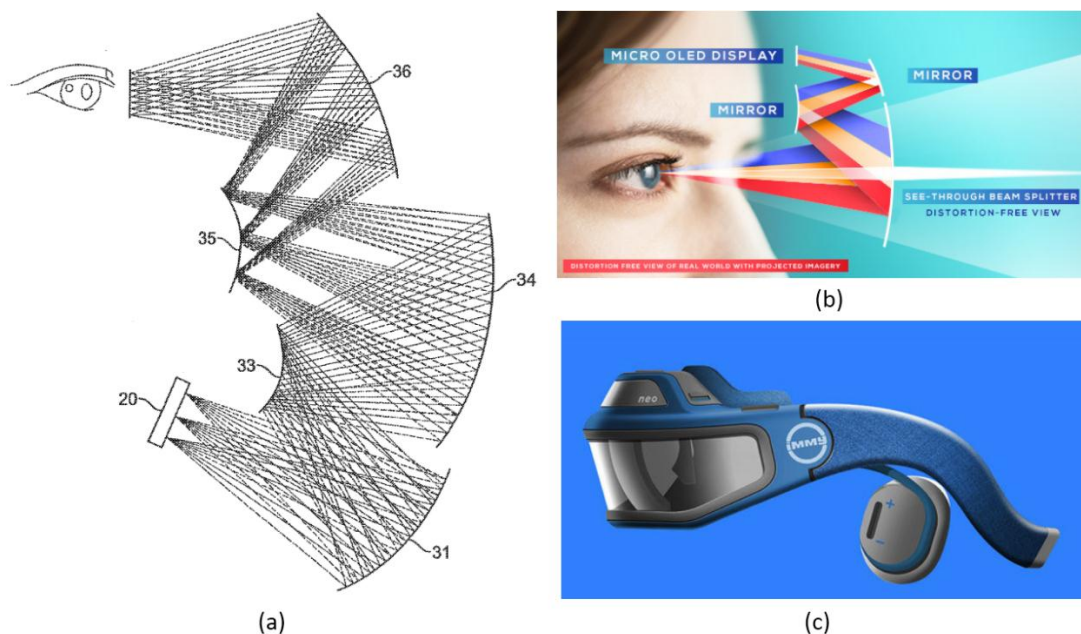 36
35
34
33
20
31
(a)
MICRO OLED DISPLAY
MIRROR
MIRROR
SEE-THROUGH BEAM SPLITTER
DISTORTION-FREE VIEW
DISTORTION FREE VIEW OF REAL WORLD WITH PROJECTED IMAGERY
(b)
neo
IMMY
+
−
(c)